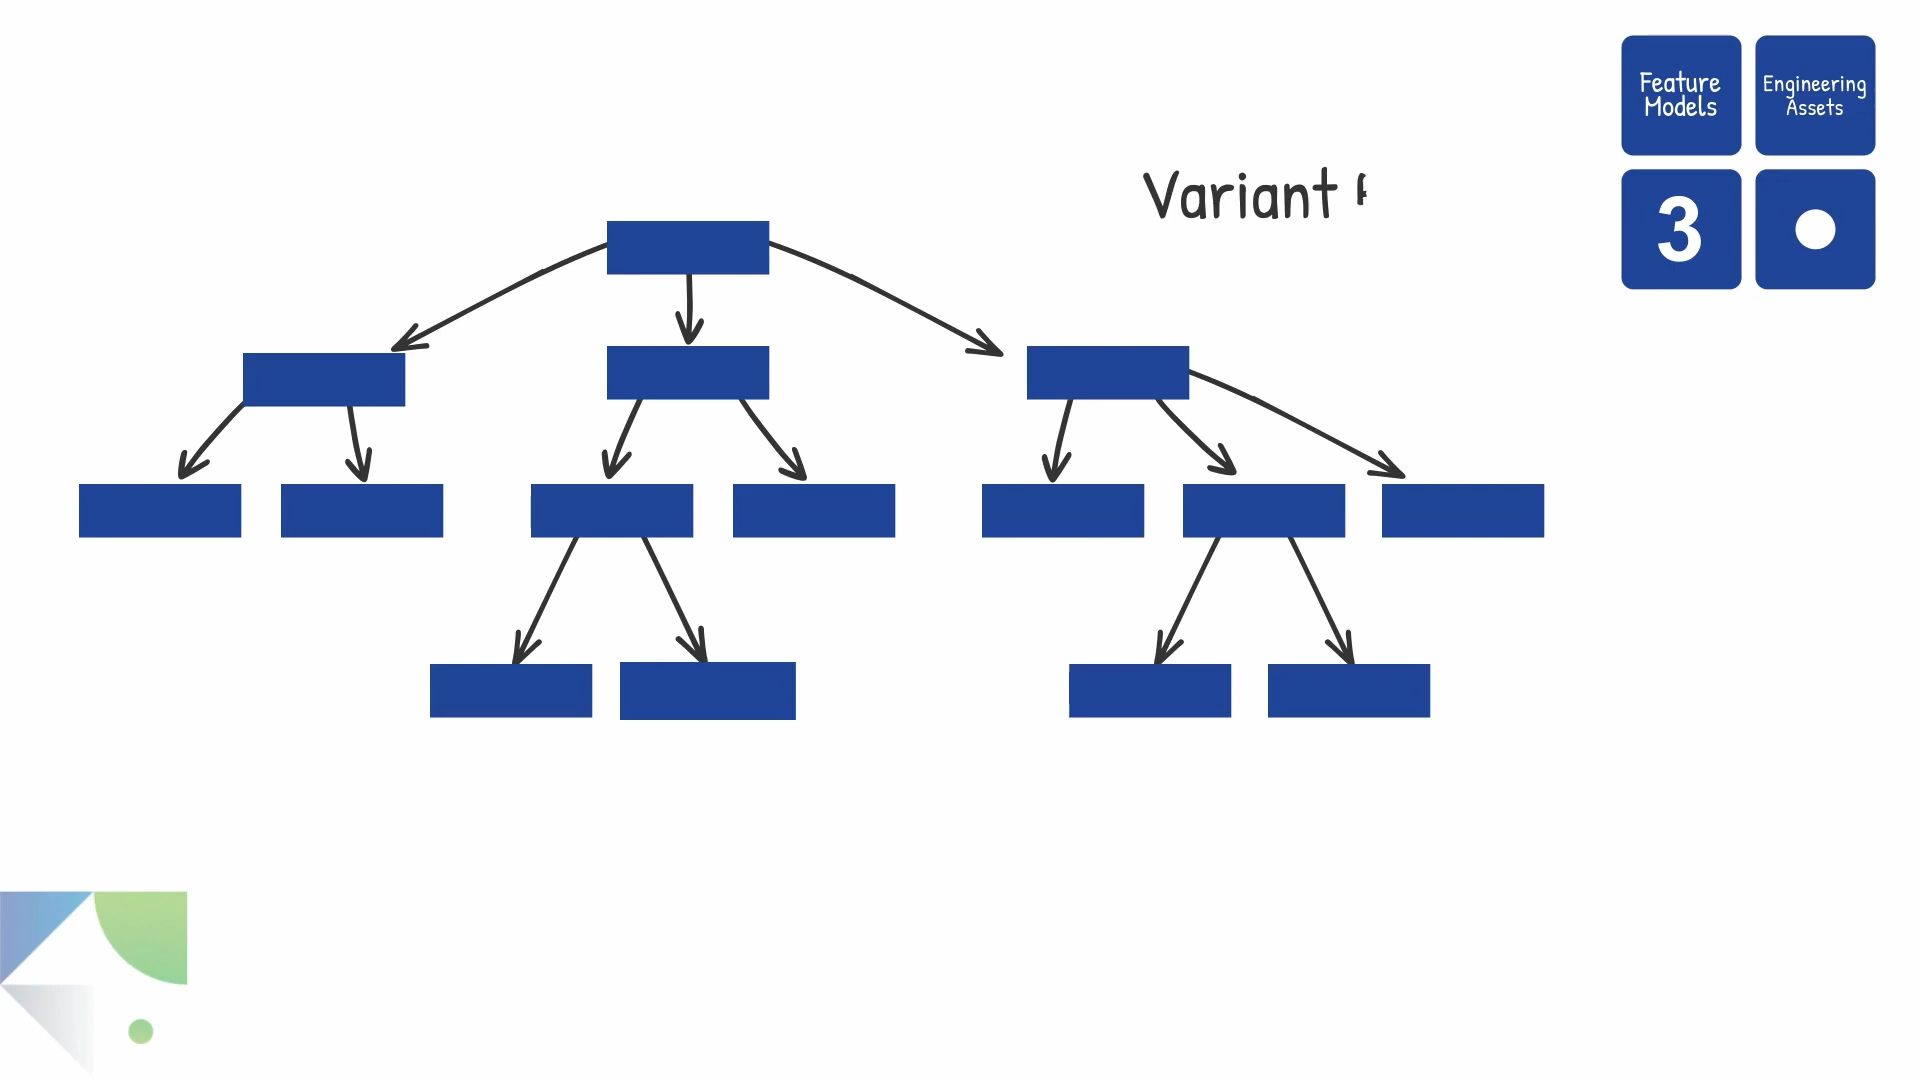 Variant
Feature
Models
Engineering
Assets
3